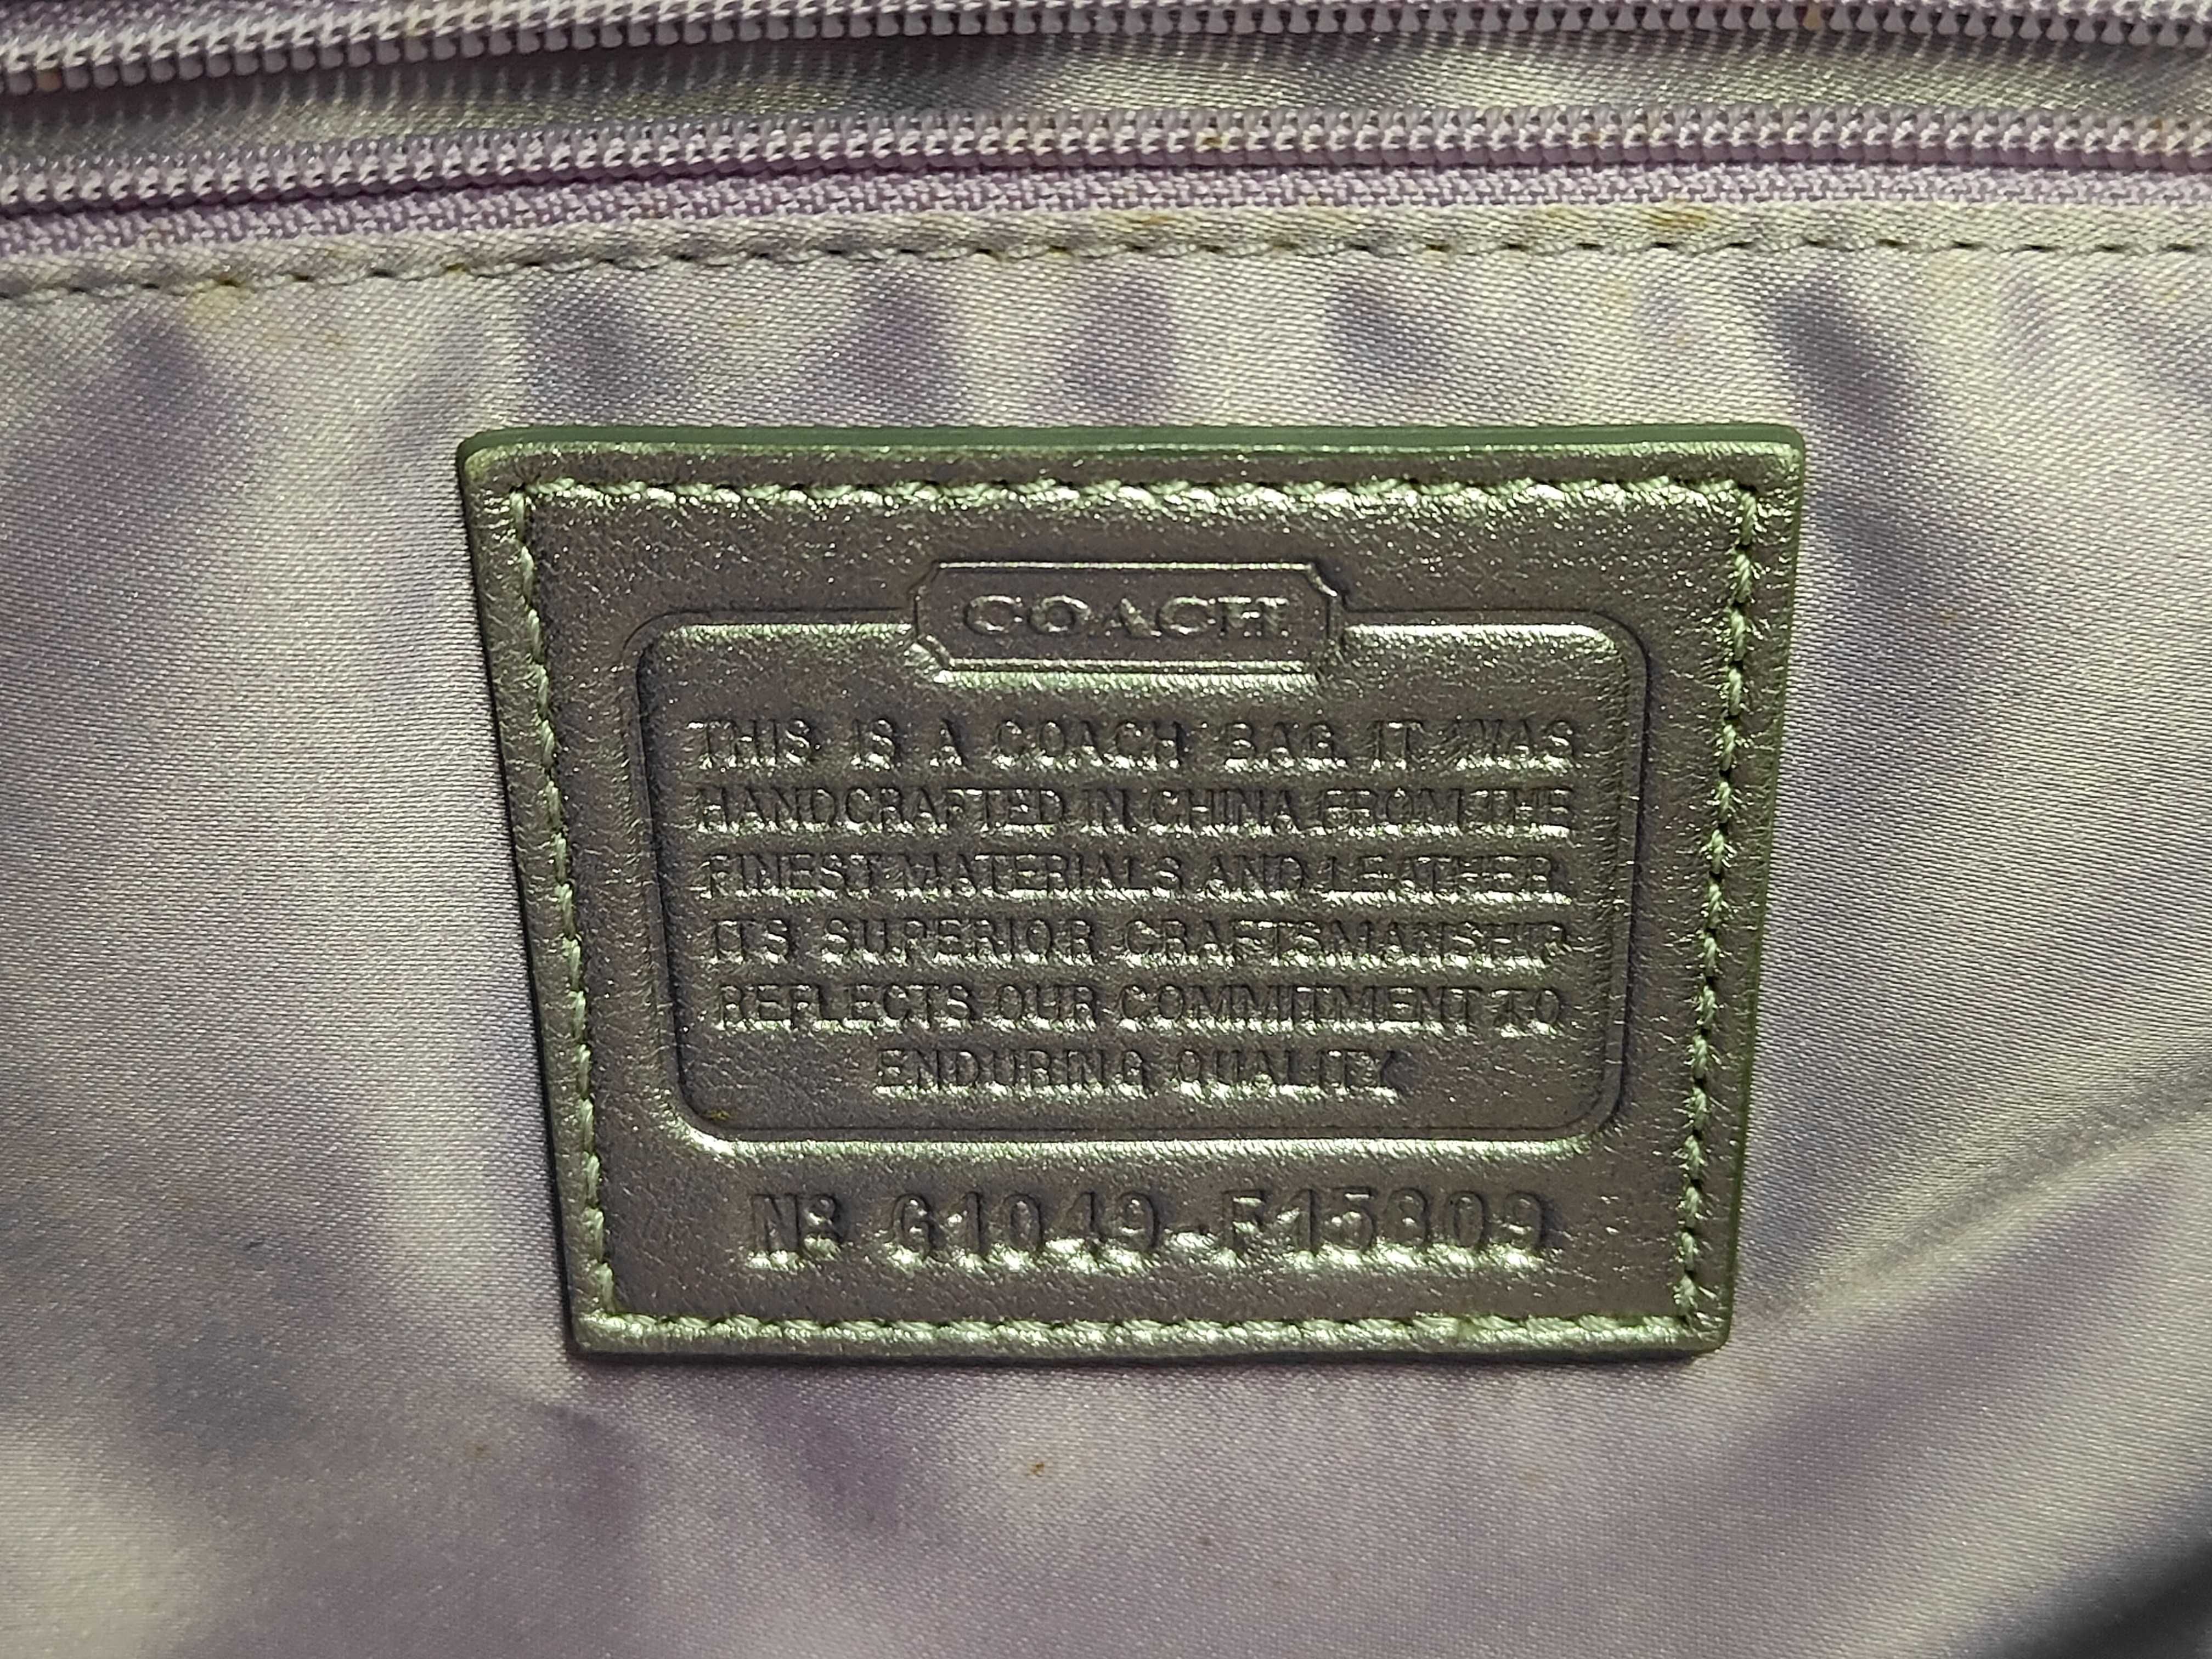 COACH
THIS IS A COACH BAG. IT WAS
HANDCRAFTED IN CHINA FROM THE
FINEST MATERIALS AND LEATHER.
ITS SUPERIOR CRAFTSMANSHIP
REFLECTS OUR COMMITMENT TO
ENDURING QUALITY.
Nº G1049-F15809